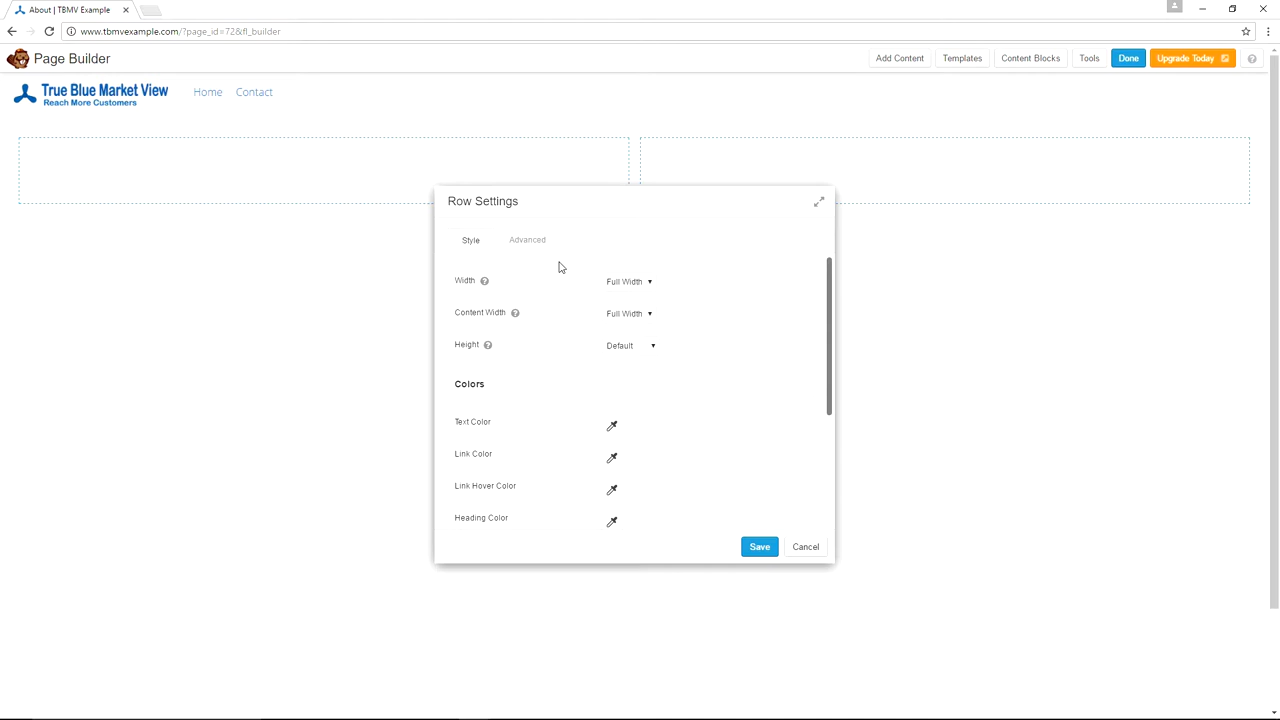 About | TBMV Example
www.tbmvexample.com/?page_id=72&fl_builder
Page Builder
Add Content
Templates
Content Blocks
Tools
Done
Upgrade Today
True Blue Market View
Reach More Customers
Home
Contact
Row Settings
Style
Advanced
Width
Full Width
Content Width
Full Width
Height
Default
Colors
Text Color
Link Color
Link Hover Color
Heading Color
Save
Cancel